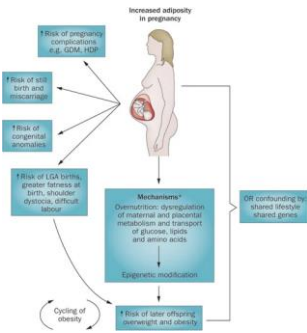 Increased adiposity
in pregnancy
↑Risk of pregnancy
complications
e.g. GDM, HDP
↑Risk of still
birth and
miscarriage
↑Risk of
congenital
anomalies
↑Risk of LGA births,
greater fatness at
birth, shoulder
dystocia, difficult
labour
Mechanisms*
Overnutrition: dysregulation
of maternal and placental
metabolism and transport
of glucose, lipids
and amino acids
Epigenetic modification
OR confounding by:
shared lifestyle
shared genes
Cycling of
obesity
↑Risk of later offspring
overweight and obesity